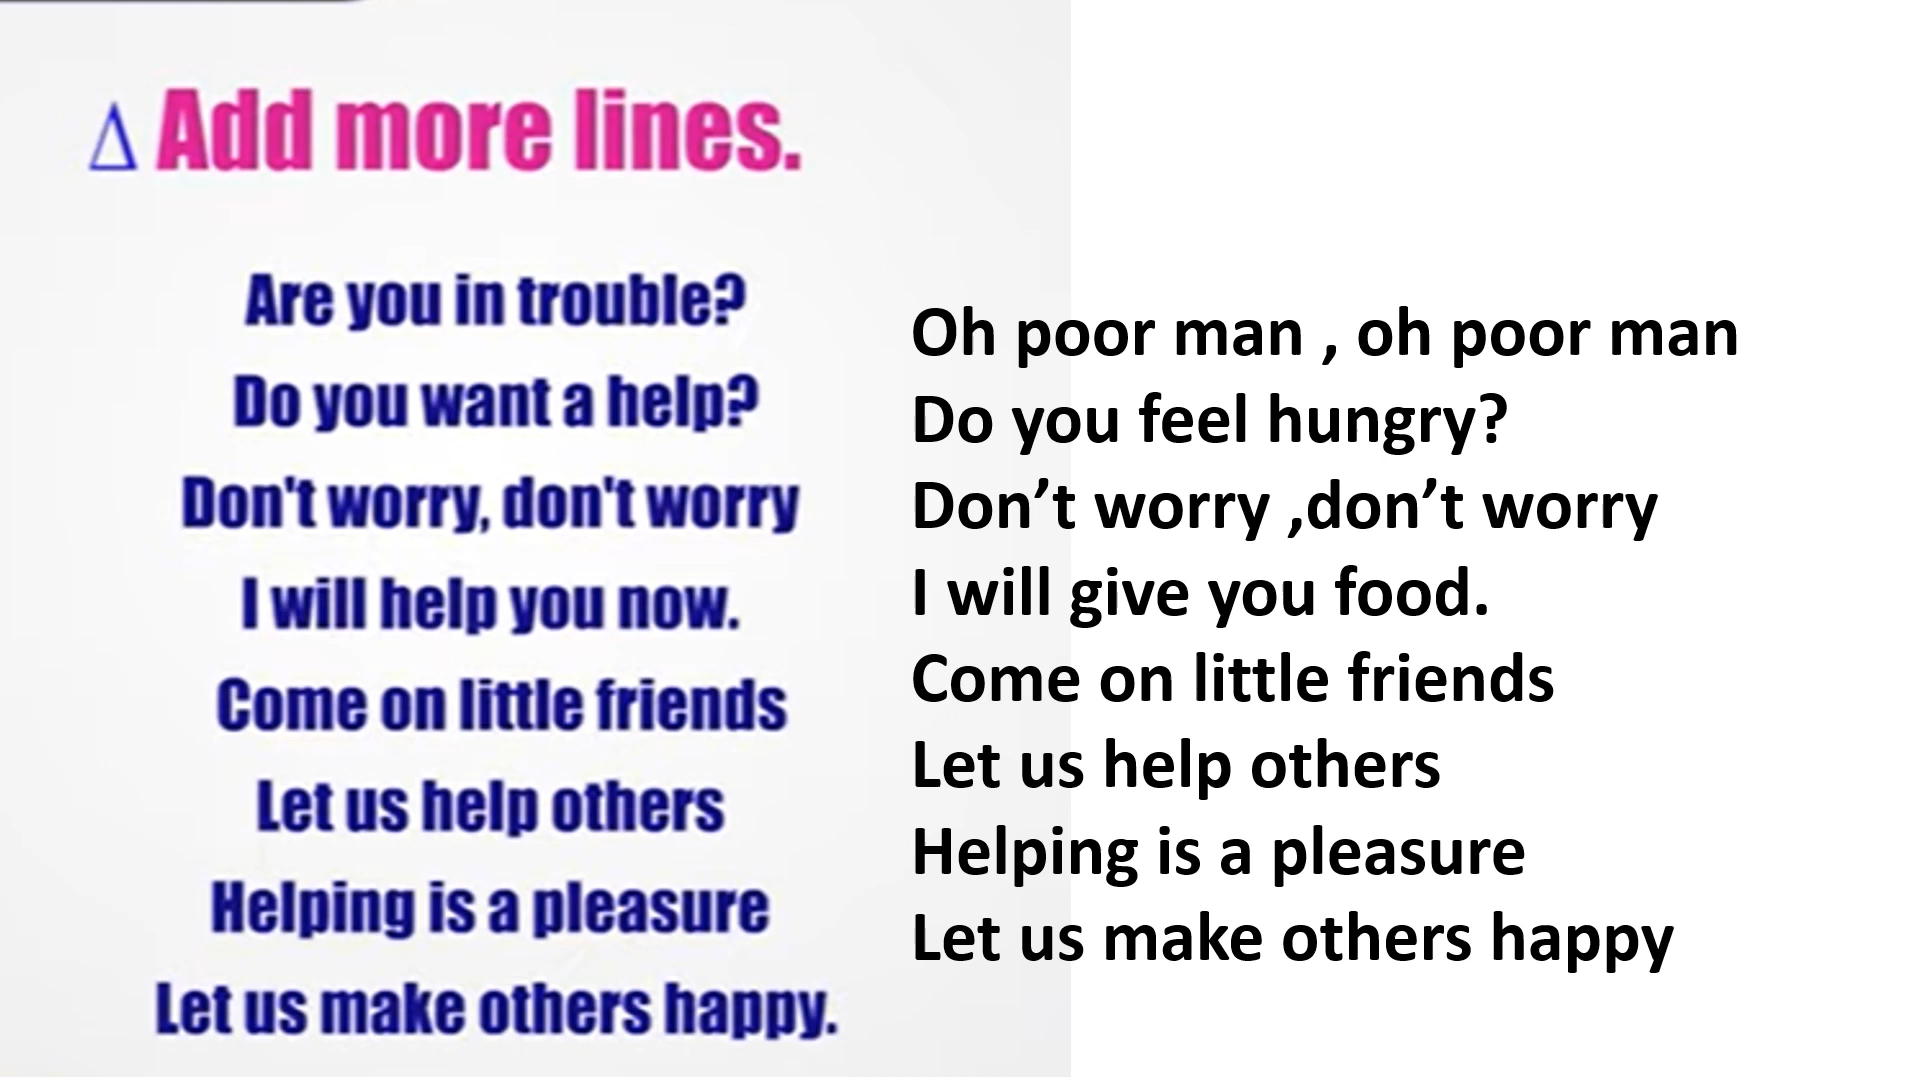 Δ Add more lines.
Are you in trouble?
Do you want a help?
Don't worry, don't worry
I will help you now.
Come on little friends
Let us help others
Helping is a pleasure
Let us make others happy.
Oh poor man , oh poor man
Do you feel hungry?
Don’t worry ,don’t worry
I will give you food.
Come on little friends
Let us help others
Helping is a pleasure
Let us make others happy